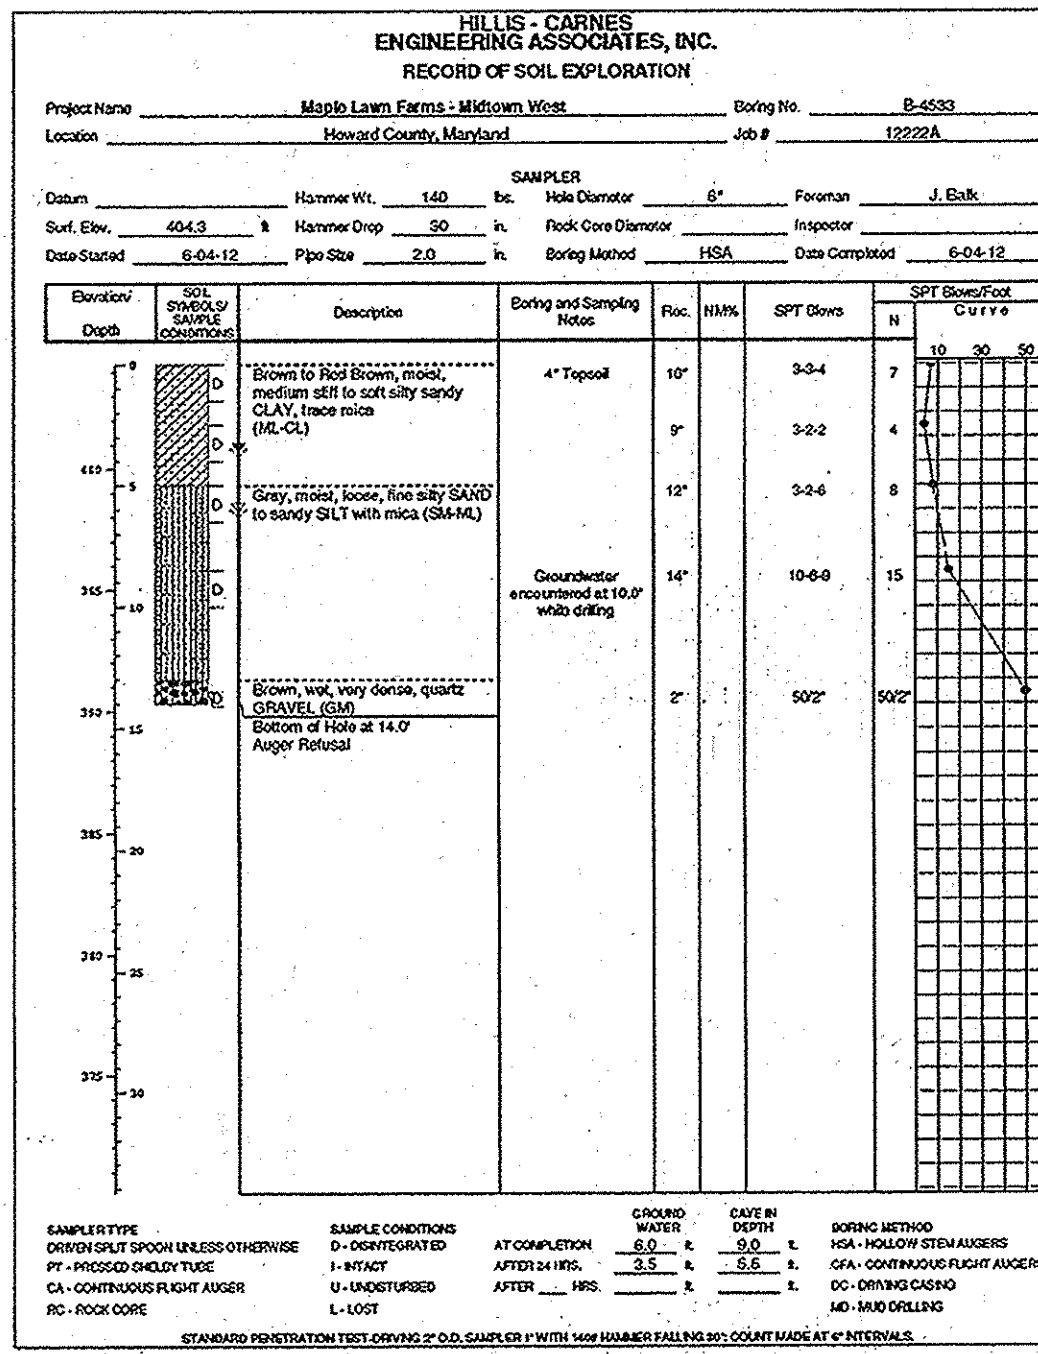 HILLIS - CARNES
ENGINEERING ASSOCIATES, INC.
RECORD OF SOIL EXPLORATION
Project Name Maple Lawn Farms - Midtown West Boring No. B-4533
Location Howard County, Maryland Job # 12222A
SAMPLER
Datum Hammer Wt. 140 lbs. Hole Diameter 6" Foreman J. Balk
Surf. Elev. 404.3 ft Hammer Drop 30 in. Rock Core Diameter Inspector
Date Started 6-04-12 Pipe Size 2.0 in. Boring Method HSA Date Completed 6-04-12
Elevation/ Depth
SOIL SYMBOLS/ SAMPLE CONDITIONS
Description
Boring and Sampling Notes
Rec. NM% SPT Blows
SPT Blows/Foot
N Curve
10 30 50
0 Brown to Red Brown, moist, 4" Topsoil 10" 3-3-4 7
D medium stiff to soft silty sandy
CLAY, trace mica
(ML-CL) 9" 3-2-2 4
D
5 Gray, moist, loose, fine silty SAND 12" 3-2-6 8
D to sandy SILT with mica (SM-ML)
Groundwater 14" 10-6-9 15
D encountered at 10.0'
10 while drilling
Brown, wet, very dense, quartz 2" 50/2" 50/2"
D GRAVEL (GM)
390 15 Bottom of Hole at 14.0'
Auger Refusal
385
20
380
25
375
30
SAMPLER TYPE SAMPLE CONDITIONS GROUND WATER CAVE IN DEPTH BORING METHOD
DRIVEN SPLIT SPOON UNLESS OTHERWISE D - DISINTEGRATED AT COMPLETION 6.0 ft. 9.0 ft. HSA - HOLLOW STEM AUGERS
PT - PRESSED SHELBY TUBE I - INTACT AFTER 24 HRS. 3.5 ft. ft. CFA - CONTINUOUS FLIGHT AUGERS
CA - CONTINUOUS FLIGHT AUGER U - UNDISTURBED AFTER HRS. ft. ft. DC - DRIVING CASING
RC - ROCK CORE L - LOST MD - MUD DRILLING
STANDARD PENETRATION TEST-DRIVING 2" O.D. SAMPLER 1' WITH 140# HAMMER FALLING 30": COUNT MADE AT 6" INTERVALS.